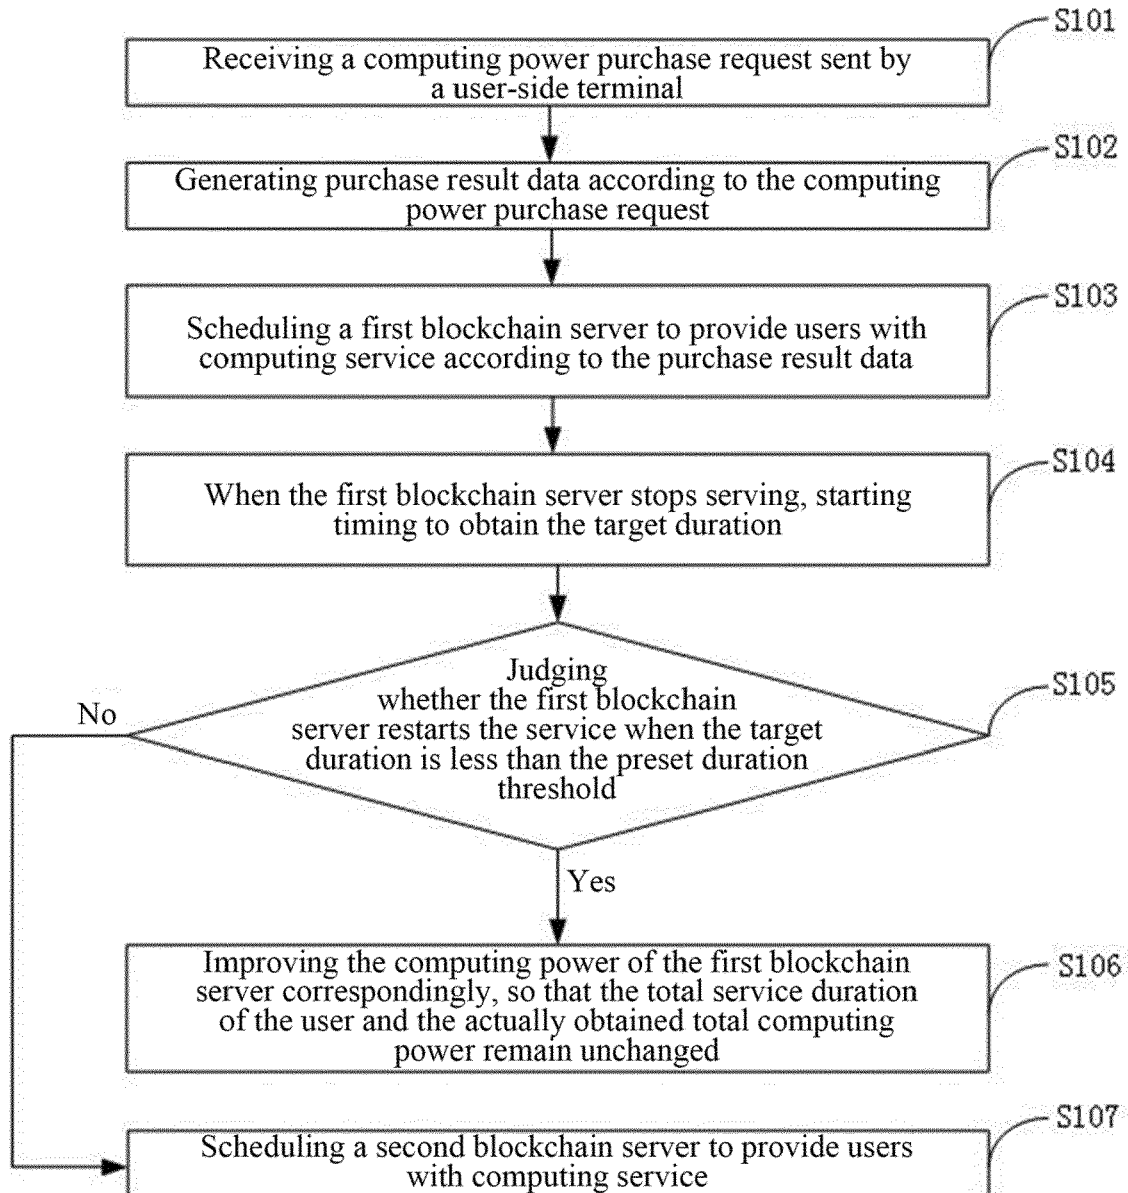 S101
Receiving a computing power purchase request sent by
a user-side terminal
S102
Generating purchase result data according to the computing
power purchase request
S103
Scheduling a first blockchain server to provide users with
computing service according to the purchase result data
S104
When the first blockchain server stops serving, starting
timing to obtain the target duration
S105
Judging
whether the first blockchain
server restarts the service when the target
duration is less than the preset duration
threshold
No
Yes
S106
Improving the computing power of the first blockchain
server correspondingly, so that the total service duration
of the user and the actually obtained total computing
power remain unchanged
S107
Scheduling a second blockchain server to provide users
with computing service